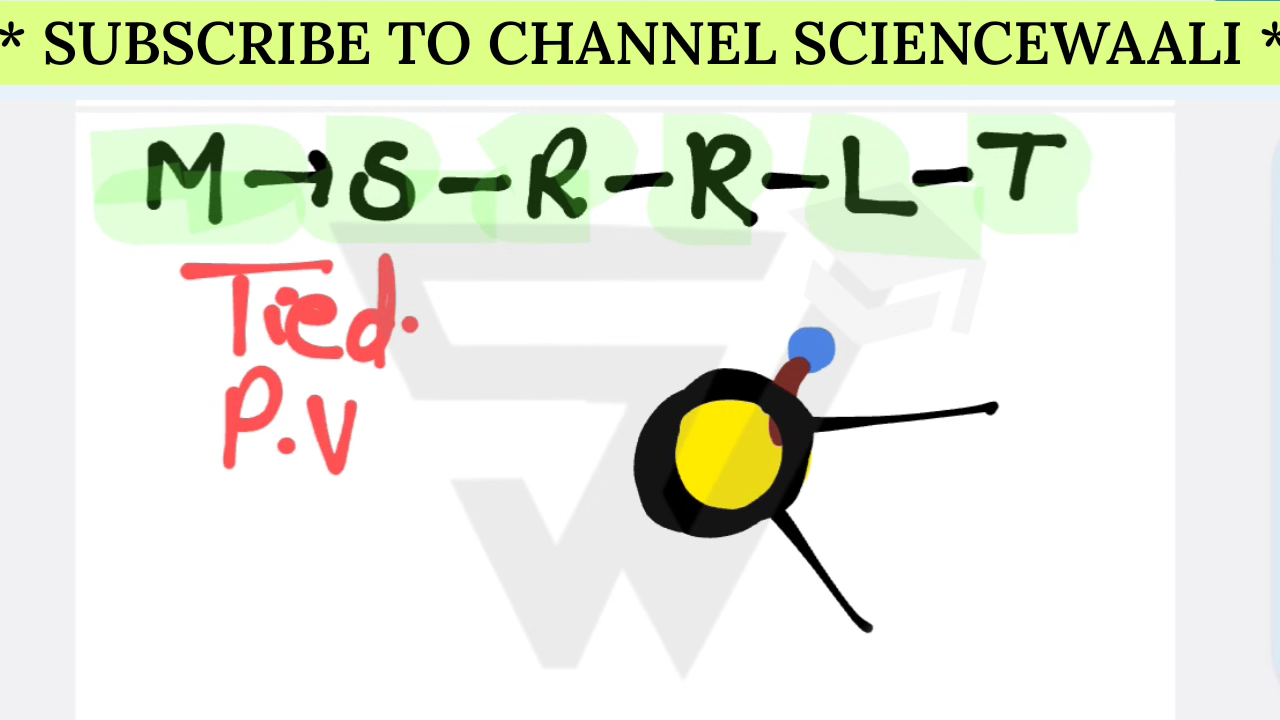 * SUBSCRIBE TO CHANNEL SCIENCEWAALI *
M → S - R - R - L - T
Tied.
P.V